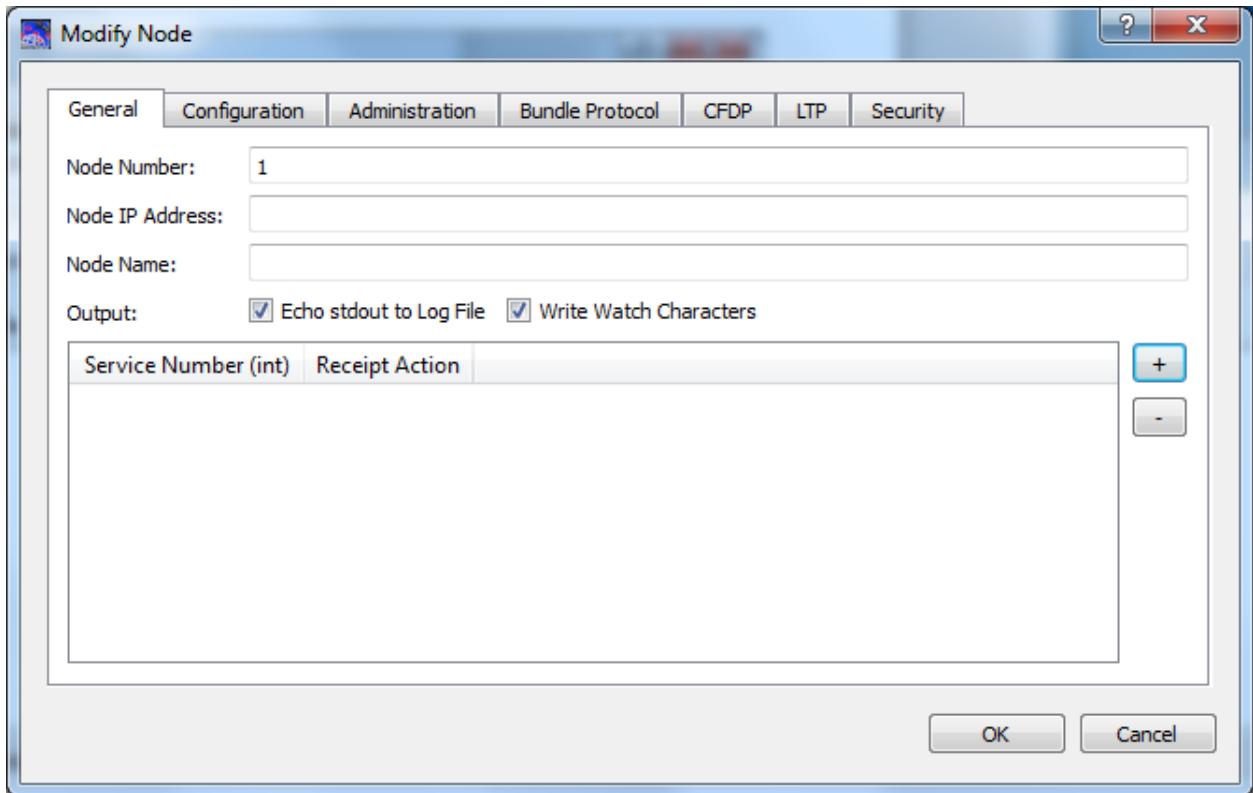 Modify Node
?
X
General Configuration Administration Bundle Protocol CFDP LTP Security
Node Number: 1
Node IP Address:
Node Name:
Output: Echo stdout to Log File Write Watch Characters
Service Number (int) Receipt Action
+
-
OK Cancel